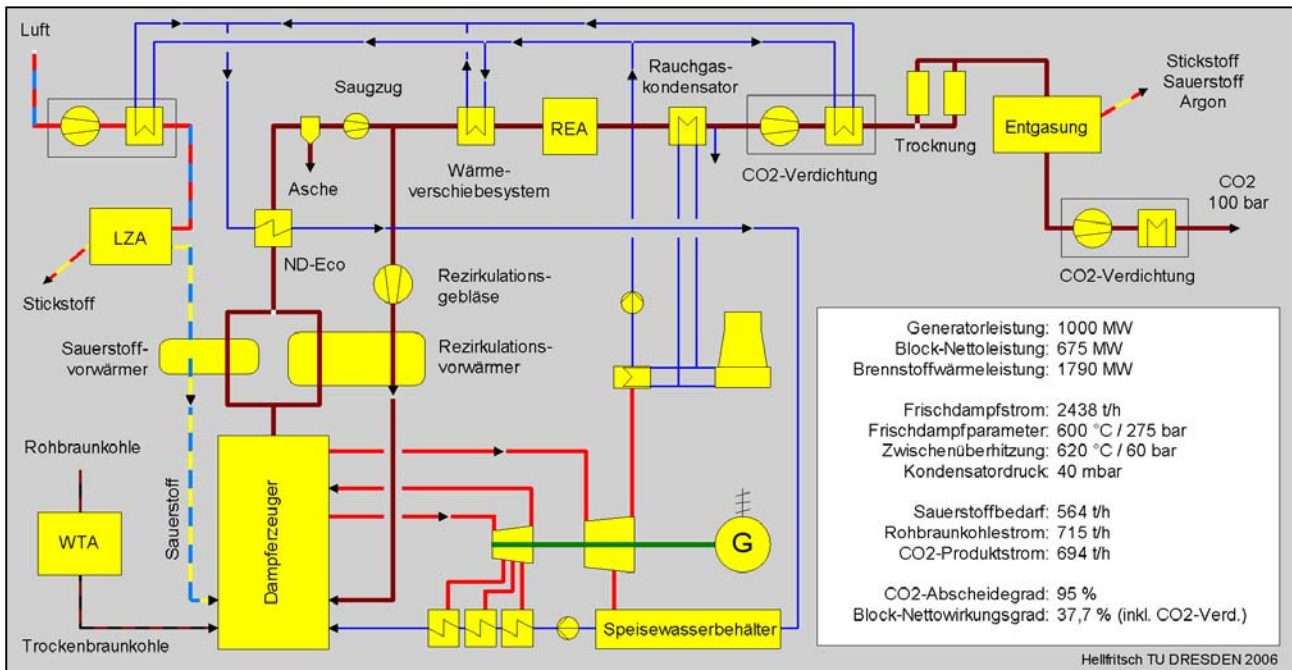 Luft
Saugzug
Rauchgas-
kondensator
Stickstoff
Sauerstoff
Argon
REA
Entgasung
Asche
Wärme-
verschiebesystem
CO2-Verdichtung
Trocknung
CO2
100 bar
LZA
ND-Eco
Rezirkulations-
gebläse
CO2-Verdichtung
Stickstoff
Sauerstoff-
vorwärmer
Rezirkulations-
vorwärmer
Rohbraunkohle
Sauerstoff
WTA
Dampferzeuger
G
Trockenbraunkohle
Speisewasserbehälter
Generatorleistung: 1000 MW
Block-Nettoleistung: 675 MW
Brennstoffwärmeleistung: 1790 MW
Frischdampfstrom: 2438 t/h
Frischdampfparameter: 600 °C / 275 bar
Zwischenüberhitzung: 620 °C / 60 bar
Kondensatordruck: 40 mbar
Sauerstoffbedarf: 564 t/h
Rohbraunkohlestrom: 715 t/h
CO2-Produktstrom: 694 t/h
CO2-Abscheidegrad: 95 %
Block-Nettowirkungsgrad: 37,7 % (inkl. CO2-Verd.)
Hellfritsch TU DRESDEN 2006